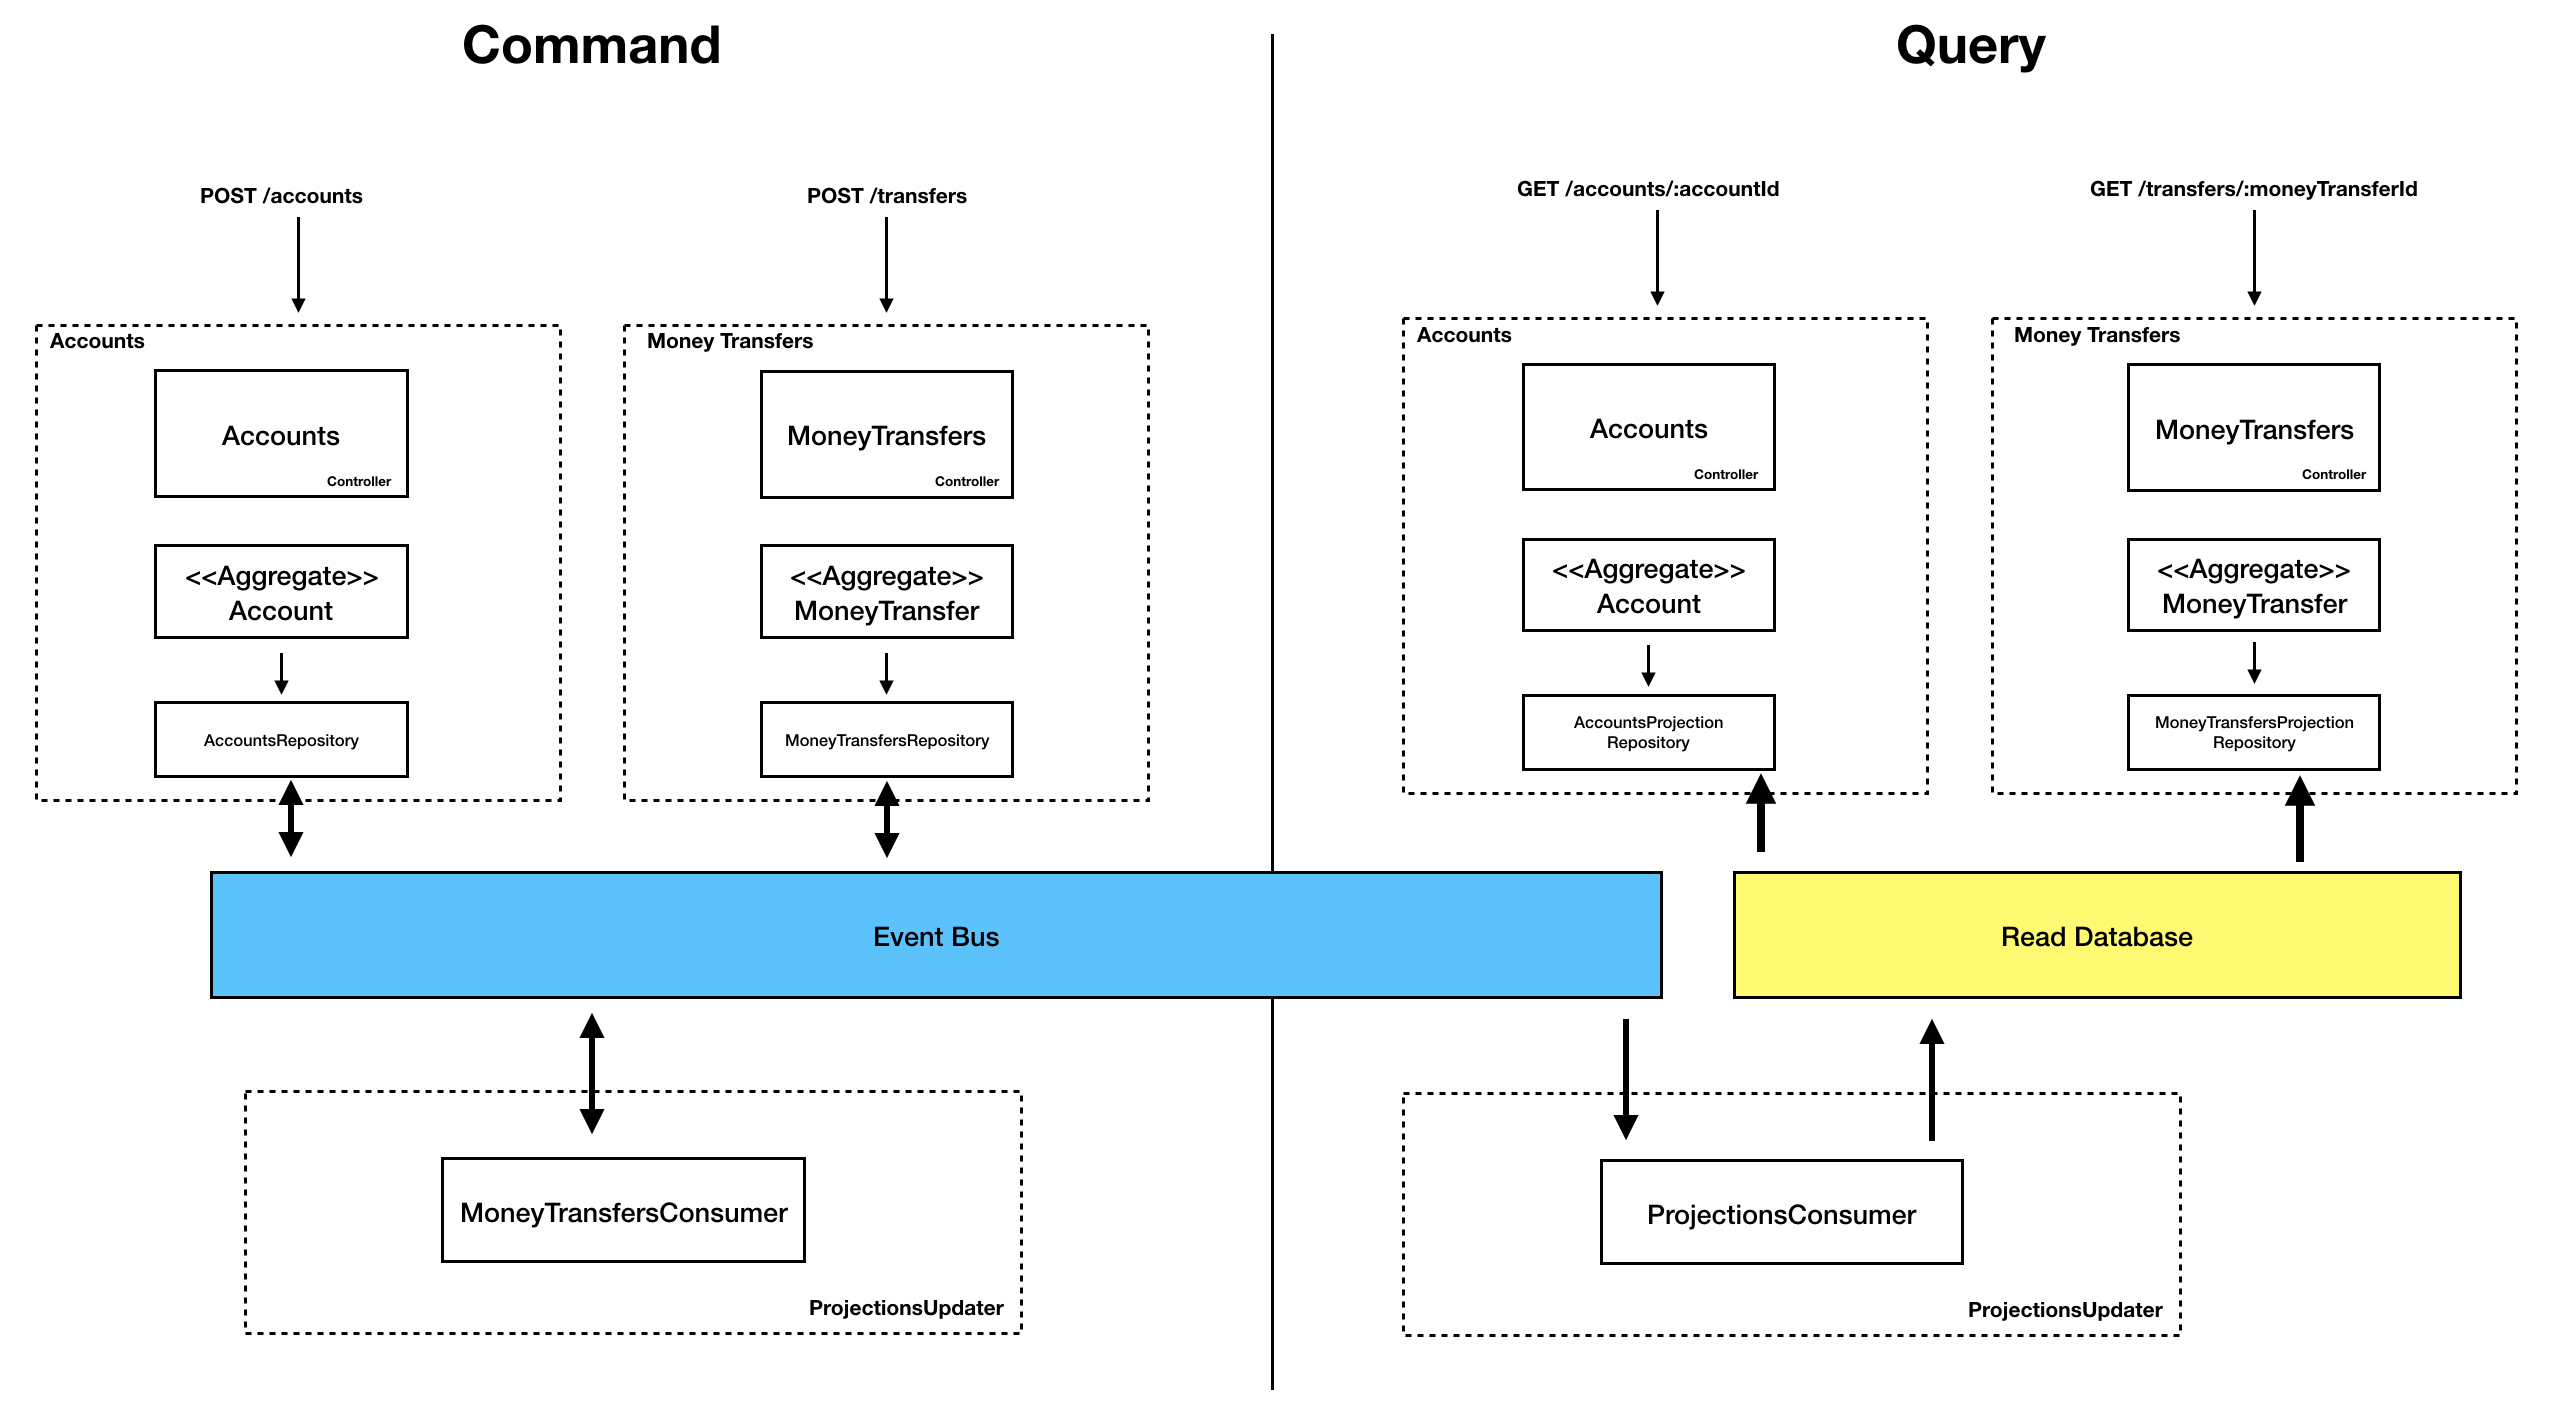 Command
Query
POST /accounts
POST /transfers
GET /accounts/:accountId
GET /transfers/:moneyTransferId
Accounts
Accounts
Controller
<<Aggregate>>
Account
AccountsRepository
Money Transfers
MoneyTransfers
Controller
<<Aggregate>>
MoneyTransfer
MoneyTransfersRepository
Accounts
Accounts
Controller
<<Aggregate>>
Account
AccountsProjection
Repository
Money Transfers
MoneyTransfers
Controller
<<Aggregate>>
MoneyTransfer
MoneyTransfersProjection
Repository
Event Bus
Read Database
MoneyTransfersConsumer
ProjectionsUpdater
ProjectionsConsumer
ProjectionsUpdater